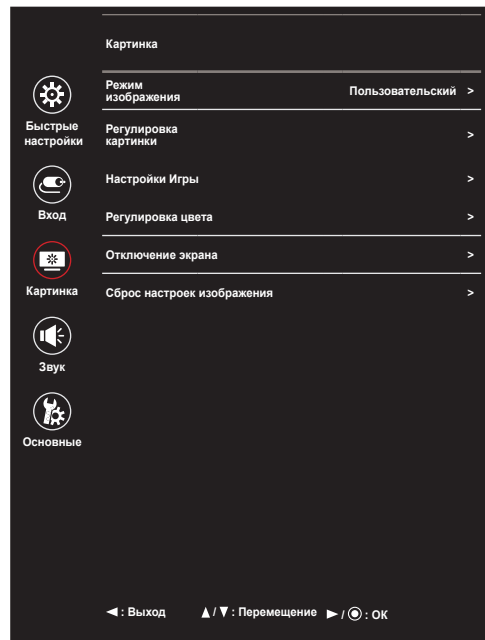 Картинка
Режим
изображения
Пользовательский >
Быстрые
настройки
Регулировка
картинки
>
Настройки Игры >
Вход
Регулировка цвета >
Отключение экрана >
Картинка
Сброс настроек изображения >
Звук
Основные
◄ : Выход ▲ / ▼ : Перемещение ► / ◉ : ОК